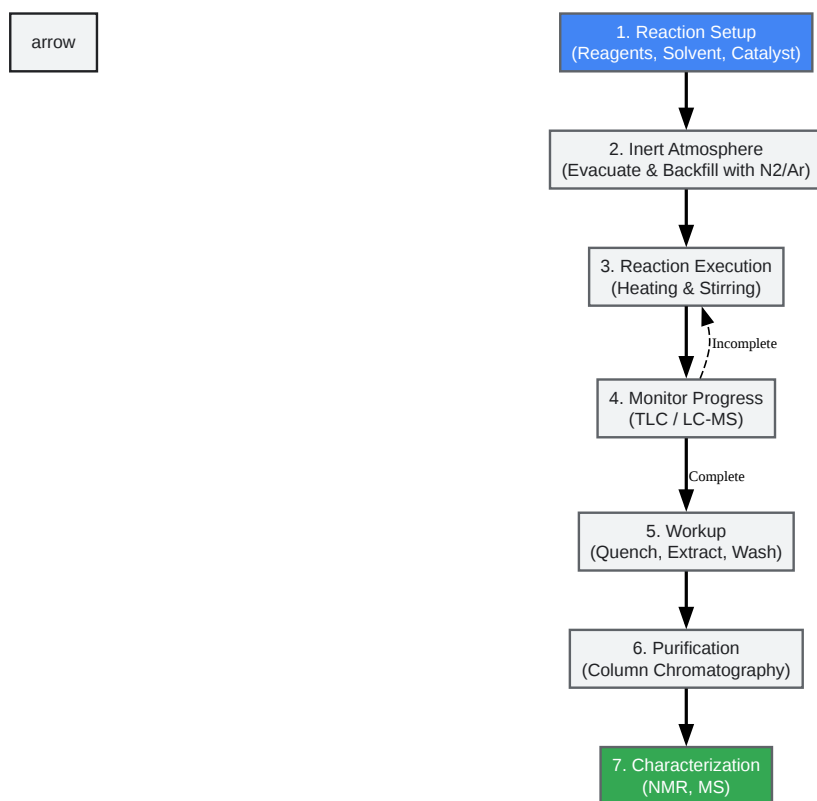 arrow
1. Reaction Setup
(Reagents, Solvent, Catalyst)
2. Inert Atmosphere
(Evacuate & Backfill with N2/Ar)
3. Reaction Execution
(Heating & Stirring)
Incomplete
4. Monitor Progress
(TLC / LC-MS)
Complete
5. Workup
(Quench, Extract, Wash)
6. Purification
(Column Chromatography)
7. Characterization
(NMR, MS)